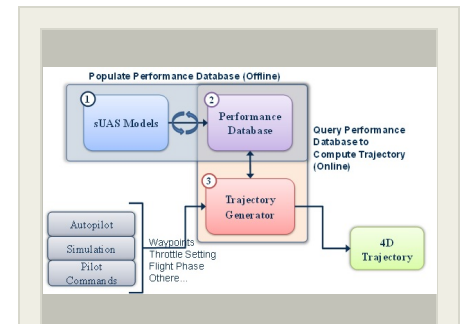 Populate Performance Database (Offline)
1
sUAS Models
2
Performance
Database
Query Performance
Database to
Compute Trajectory
(Online)
3
Trajectory
Generator
Autopilot
Simulation
Pilot
Commands
Waypoints
Throttle Setting
Flight Phase
Othere...
4D
Trajectory